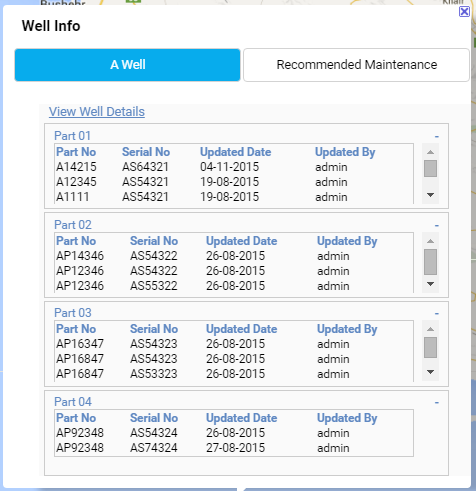 Bushehr
Well Info
A Well
Recommended Maintenance
View Well Details
Part 01 -
Part No Serial No Updated Date Updated By
A14215 AS64321 04-11-2015 admin
A12345 AS54321 19-08-2015 admin
A1111 AS54321 19-08-2015 admin
Part 02 -
Part No Serial No Updated Date Updated By
AP14346 AS54322 26-08-2015 admin
AP12346 AS54322 26-08-2015 admin
AP12346 AS55322 26-08-2015 admin
Part 03 -
Part No Serial No Updated Date Updated By
AP16347 AS54323 26-08-2015 admin
AP16847 AS54323 26-08-2015 admin
AP16847 AS53323 26-08-2015 admin
Part 04 -
Part No Serial No Updated Date Updated By
AP92348 AS54324 26-08-2015 admin
AP92348 AS74324 27-08-2015 admin